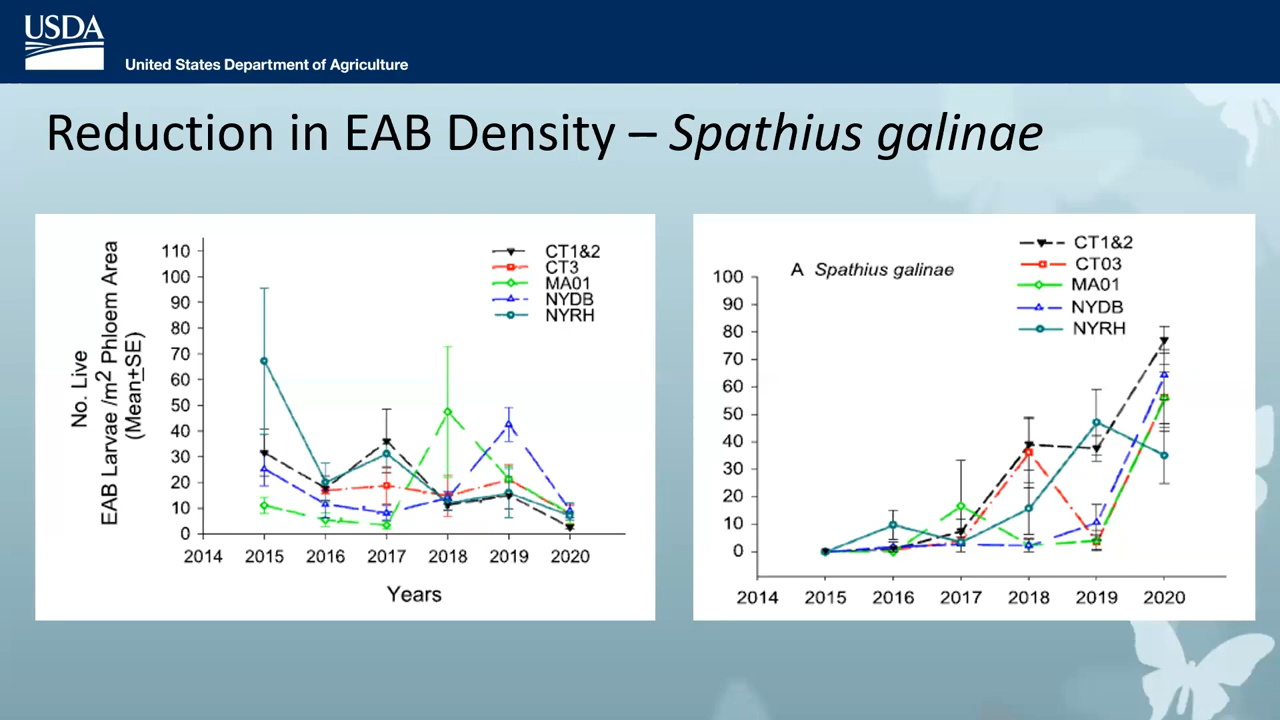 USDA
United States Department of Agriculture
Reduction in EAB Density – Spathius galinae
No. Live
EAB Larvae /m2 Phloem Area
(Mean±SE)
110
100
90
80
70
60
50
40
30
20
10
0
2014 2015 2016 2017 2018 2019 2020
Years
CT1&2
CT3
MA01
NYDB
NYRH
A Spathius galinae
CT1&2
CT03
MA01
NYDB
NYRH
100
90
80
70
60
50
40
30
20
10
0
2014 2015 2016 2017 2018 2019 2020